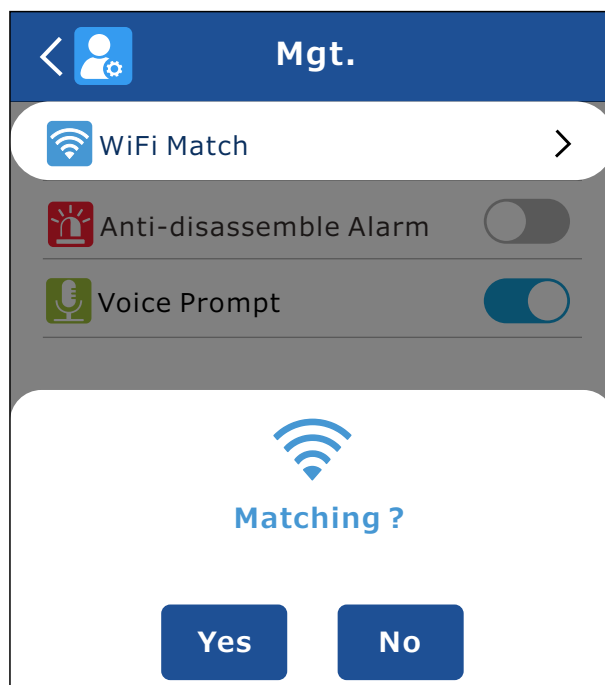 Mgt.
WiFi Match
Anti-disassemble Alarm
Voice Prompt
Matching ?
Yes
No